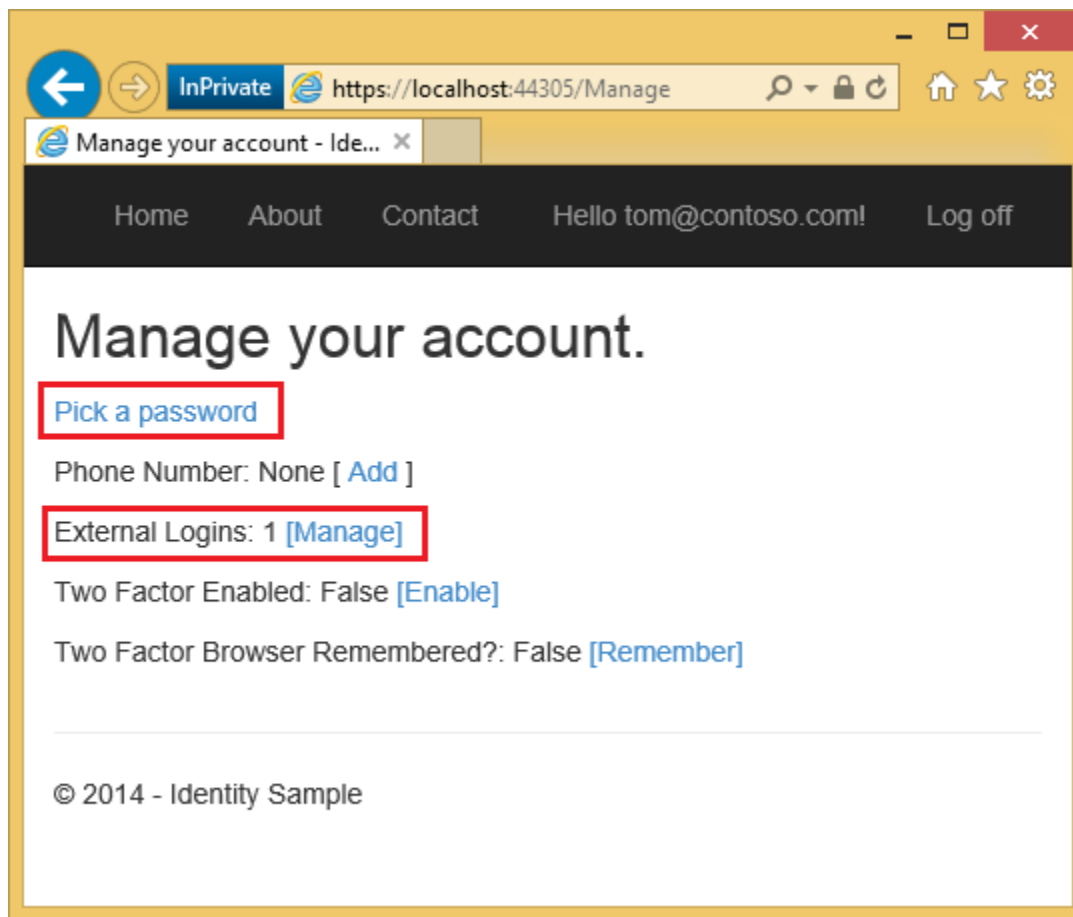 InPrivate https://localhost:44305/Manage
Manage your account - Ide...
Home About Contact Hello tom@contoso.com! Log off
Manage your account.
Pick a password
Phone Number: None [ Add ]
External Logins: 1 [Manage]
Two Factor Enabled: False [Enable]
Two Factor Browser Remembered?: False [Remember]
© 2014 - Identity Sample